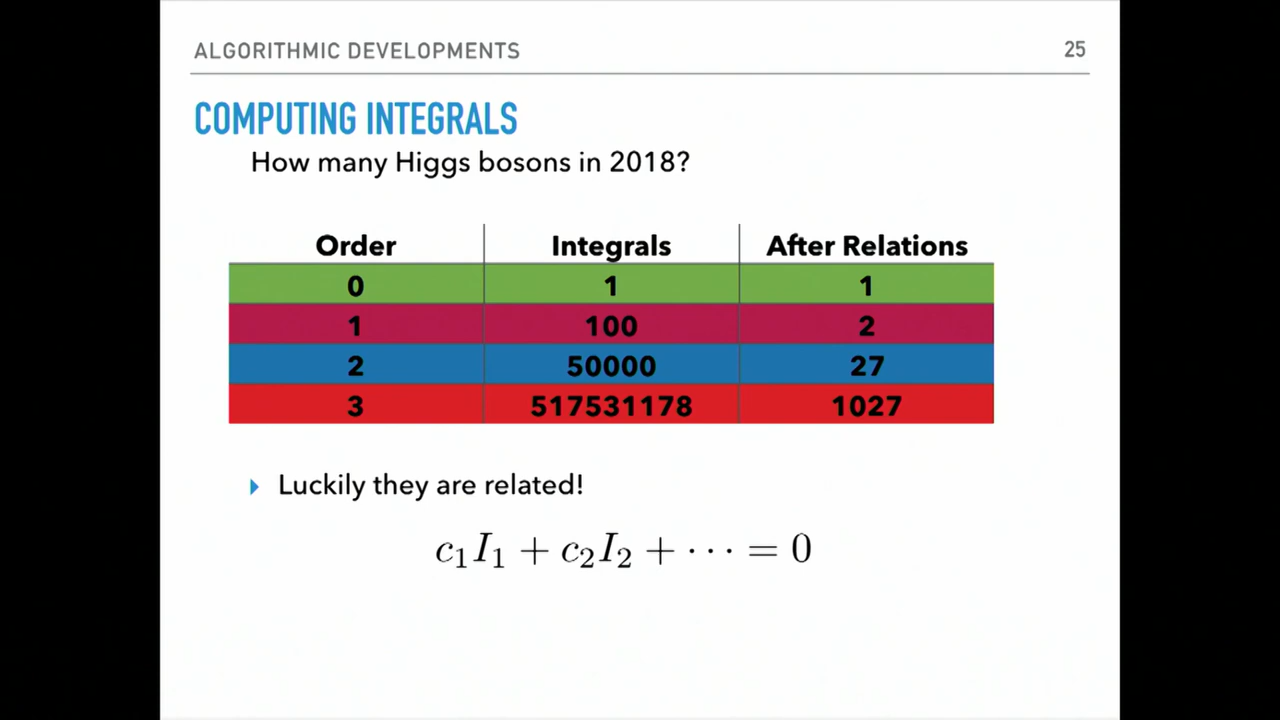 ALGORITHMIC DEVELOPMENTS 25
COMPUTING INTEGRALS
How many Higgs bosons in 2018?
Order Integrals After Relations
0 1 1
1 100 2
2 50000 27
3 517531178 1027
Luckily they are related!
c₁I₁ + c₂I₂ + ⋯ = 0